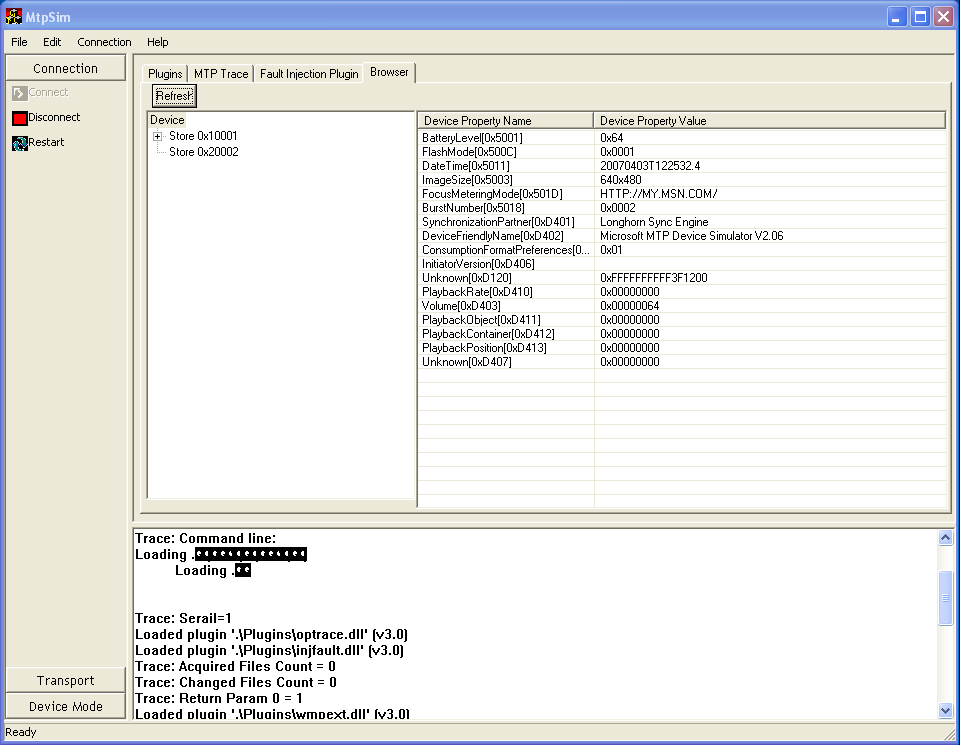 MtpSim
File Edit Connection Help
Connection
Connect
Disconnect
Restart
Plugins MTP Trace Fault Injection Plugin Browser
Refresh
Device
Store 0x10001
Store 0x20002
Device Property Name Device Property Value
BatteryLevel[0x5001] 0x64
FlashMode[0x500C] 0x0001
DateTime[0x5011] 20070403T122532.4
ImageSize[0x5003] 640x480
FocusMeteringMode[0x501D] HTTP://MY.MSN.COM/
BurstNumber[0x5018] 0x0002
SynchronizationPartner[0xD401] Longhorn Sync Engine
DeviceFriendlyName[0xD402] Microsoft MTP Device Simulator V2.06
ConsumptionFormatPreferences[0... 0x01
InitiatorVersion[0xD406]
Unknown[0xD120] 0xFFFFFFFFFF3F1200
PlaybackRate[0xD410] 0x00000000
Volume[0xD403] 0x00000064
PlaybackObject[0xD411] 0x00000000
PlaybackContainer[0xD412] 0x00000000
PlaybackPosition[0xD413] 0x00000000
Unknown[0xD407] 0x00000000
Trace: Command line:
Loading .
Loading .
Trace: Serail=1
Loaded plugin '.\Plugins\optrace.dll' (v3.0)
Loaded plugin '.\Plugins\injfault.dll' (v3.0)
Trace: Acquired Files Count = 0
Trace: Changed Files Count = 0
Trace: Return Param 0 = 1
Loaded plugin '.\Plugins\wmpext.dll' (v3.0)
Transport
Device Mode
Ready